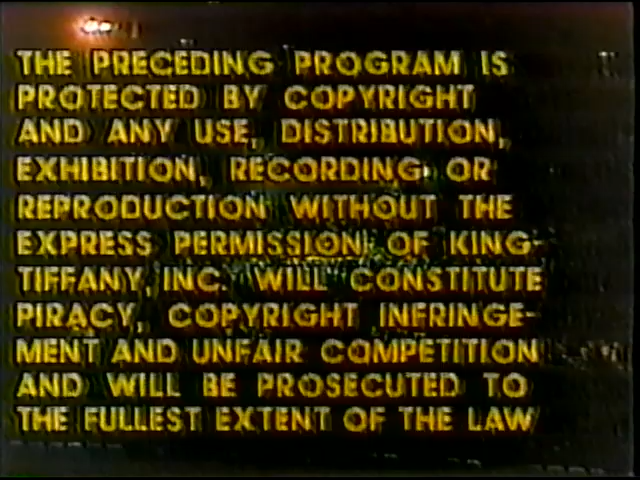 THE PRECEDING PROGRAM IS
PROTECTED BY COPYRIGHT
AND ANY USE, DISTRIBUTION,
EXHIBITION, RECORDING OR
REPRODUCTION WITHOUT THE
EXPRESS PERMISSION OF KING-
TIFFANY, INC. WILL CONSTITUTE
PIRACY, COPYRIGHT INFRINGE-
MENT AND UNFAIR COMPETITION
AND WILL BE PROSECUTED TO
THE FULLEST EXTENT OF THE LAW